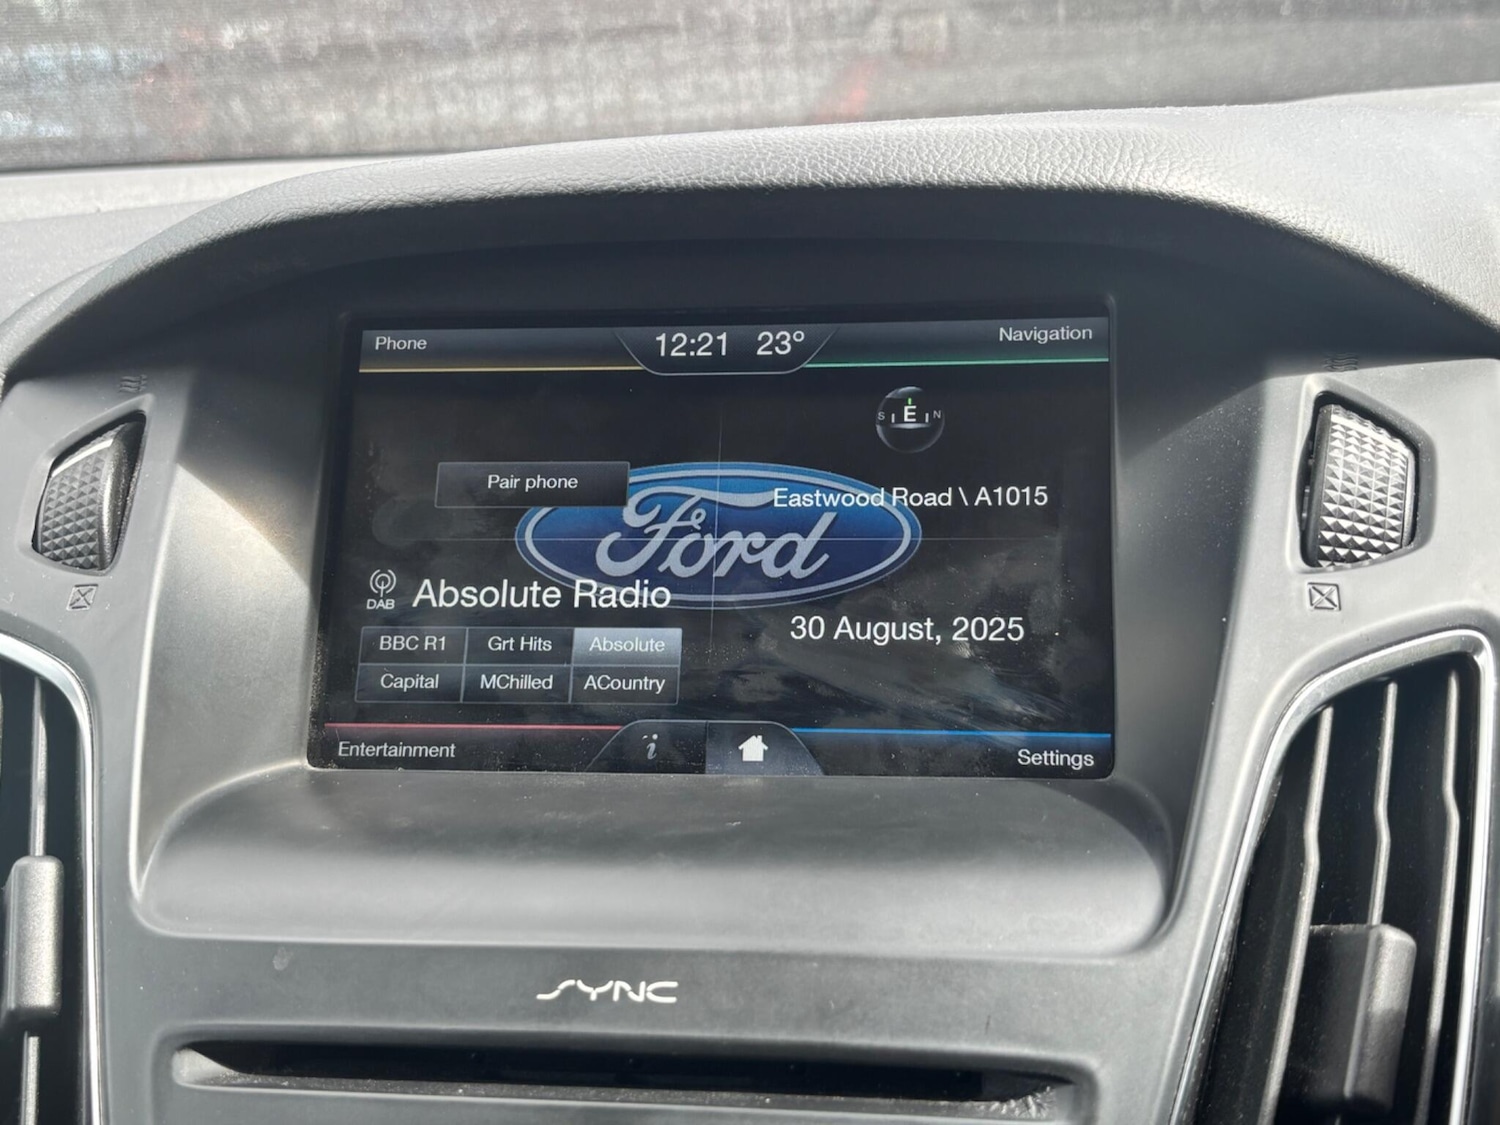 Phone
12:21 23°
Navigation
S E N
Pair phone
Ford
Eastwood Road \ A1015
DAB
Absolute Radio
30 August, 2025
BBC R1
Grt Hits
Absolute
Capital
MChilled
ACountry
Entertainment
i
Settings
SYNC